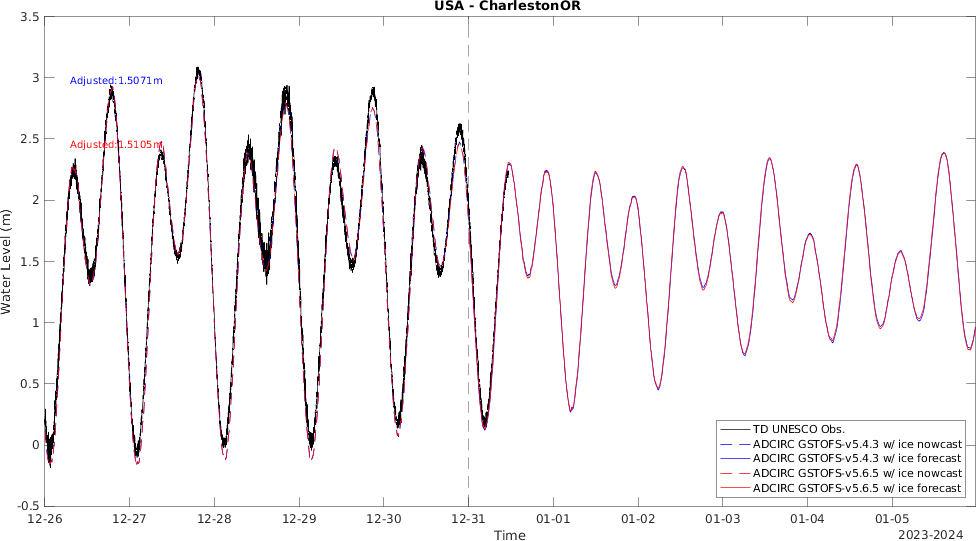 USA - CharlestonOR
3.5
3
2.5
2
1.5
1
0.5
0
-0.5
Water Level (m)
Adjusted:1.5071m
Adjusted:1.5105m
TD UNESCO Obs.
ADCIRC GSTOFS-v5.4.3 w/ ice nowcast
ADCIRC GSTOFS-v5.4.3 w/ ice forecast
ADCIRC GSTOFS-v5.6.5 w/ ice nowcast
ADCIRC GSTOFS-v5.6.5 w/ ice forecast
12-26 12-27 12-28 12-29 12-30 12-31 01-01 01-02 01-03 01-04 01-05
Time
2023-2024